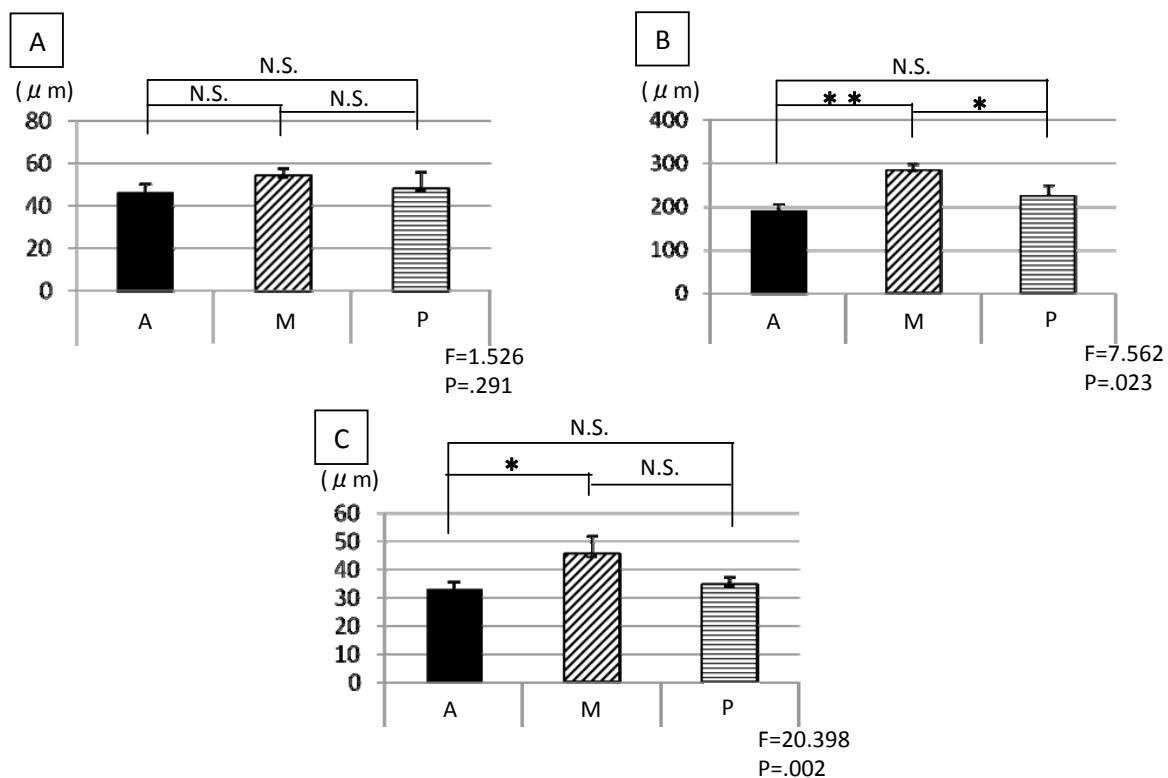 A
(μm)
N.S.
N.S. N.S.
80
60
40
20
0
A M P
F=1.526
P=.291
B
(μm)
N.S.
** *
400
300
200
100
0
A M P
F=7.562
P=.023
C
(μm)
N.S.
* N.S.
60
50
40
30
20
10
0
A M P
F=20.398
P=.002